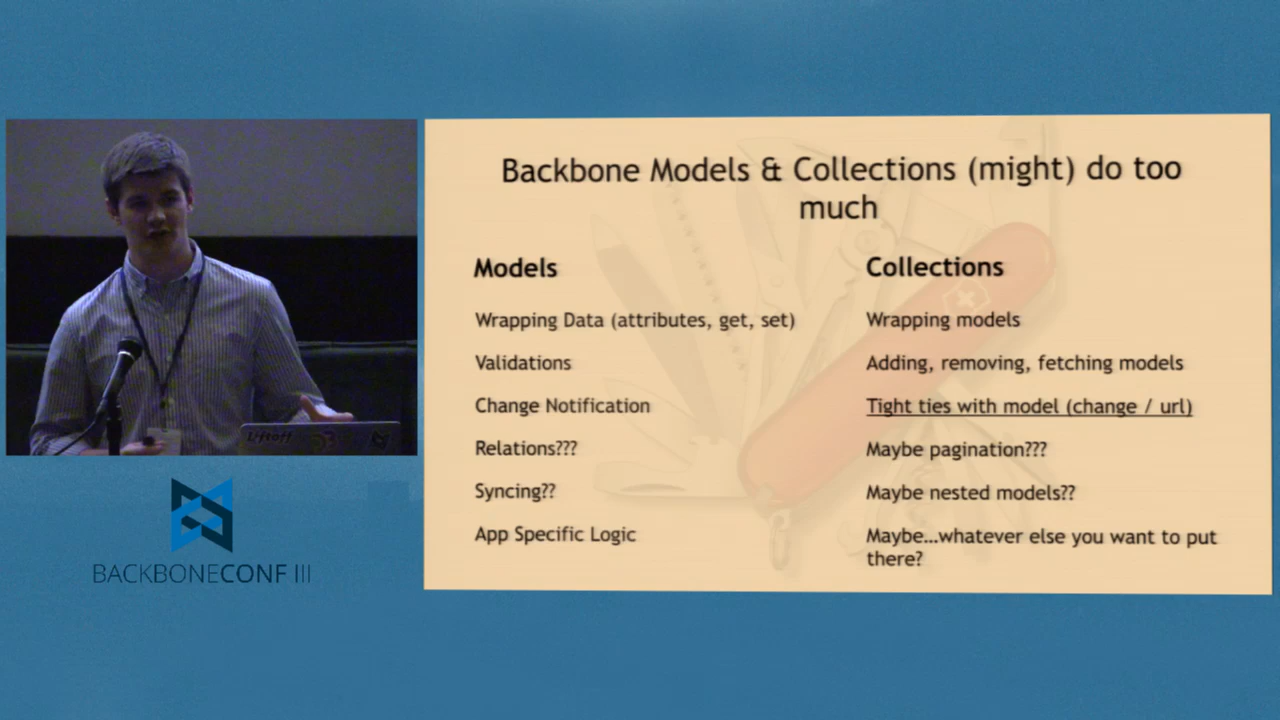 Backbone Models & Collections (might) do too
much
Models
Wrapping Data (attributes, get, set)
Validations
Change Notification
Relations???
Syncing??
App Specific Logic
Collections
Wrapping models
Adding, removing, fetching models
Tight ties with model (change / url)
Maybe pagination???
Maybe nested models??
Maybe...whatever else you want to put
there?
Liftoff
BACKBONECONF III